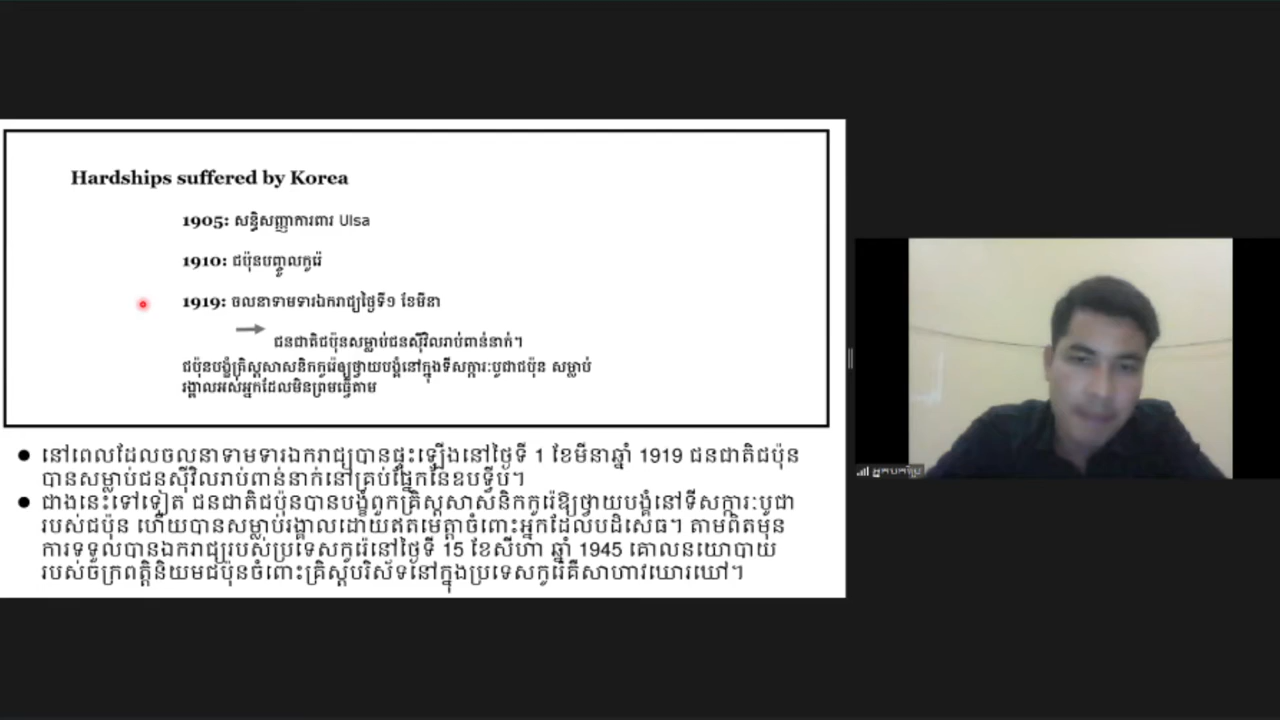 Hardships suffered by Korea
1905: សន្ធិសញ្ញាការពារ Ulsa
1910: ជប៉ុនបញ្ចូលកូរ៉េ
1919: ចលនាទាមទារឯករាជ្យថ្ងៃទី១ ខែមីនា
ជនជាតិជប៉ុនសម្លាប់ជនស៊ីវិលរាប់ពាន់នាក់។
ជប៉ុនបង្ខំគ្រិស្តសាសនិកកូរ៉េឲ្យថ្វាយបង្គំនៅក្នុងទីសក្ការៈបូជាជប៉ុន សម្លាប់
រង្គាលអស់អ្នកដែលមិនព្រមធ្វើតាម
● នៅពេលដែលចលនាទាមទារឯករាជ្យបានផ្ទុះឡើងនៅថ្ងៃទី 1 ខែមីនាឆ្នាំ 1919 ជនជាតិជប៉ុន
បានសម្លាប់ជនស៊ីវិលរាប់ពាន់នាក់នៅគ្រប់ផ្នែកនៃឧបទ្វីប។
● ជាងនេះទៅទៀត ជនជាតិជប៉ុនបានបង្ខំពួកគ្រិស្តសាសនិកកូរ៉េឱ្យថ្វាយបង្គំនៅទីសក្ការៈបូជា
របស់ជប៉ុន ហើយបានសម្លាប់រង្គាលដោយឥតមេត្តាចំពោះអ្នកដែលបដិសេធ។ តាមពិតមុន
ការទទួលបានឯករាជ្យរបស់ប្រទេសកូរ៉េនៅថ្ងៃទី 15 ខែសីហា ឆ្នាំ 1945 គោលនយោបាយ
របស់ចក្រពត្តិនិយមជប៉ុនចំពោះគ្រិស្តបរិស័ទនៅក្នុងប្រទេសកូរ៉េគឺសាហាវឃោរឃៅ។
អ្នកបកប្រែ